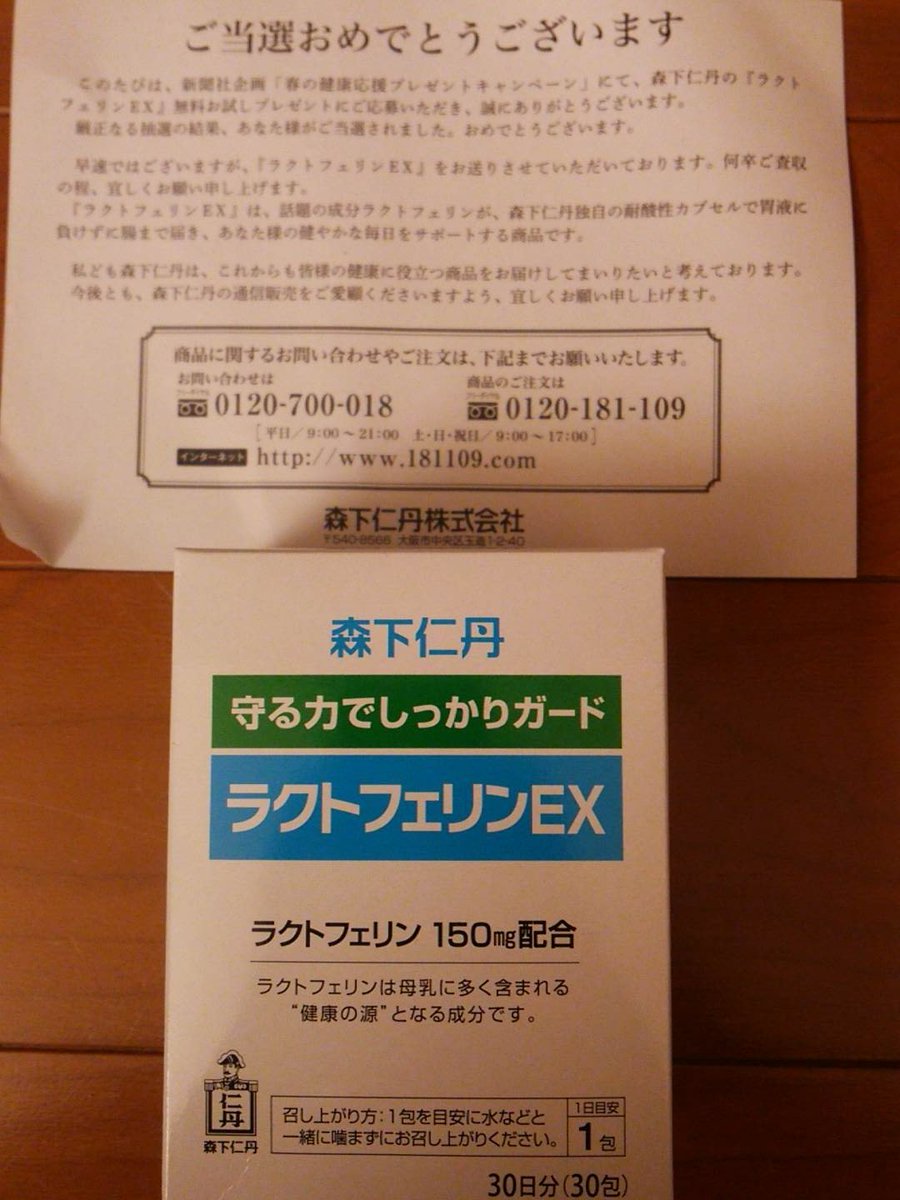 ご当選おめでとうございます
このたびは、新聞社企画「春の健康応援プレゼントキャンペーン」にて、森下仁丹の『ラクト
フェリンEX』無料お試しプレゼントにご応募いただき、誠にありがとうございます。
厳正なる抽選の結果、あなた様がご当選されました。おめでとうございます。
早速ではございますが、『ラクトフェリンEX』をお送りさせていただいております。何卒ご査収
の程、宜しくお願い申し上げます。
『ラクトフェリンEX』は、話題の成分ラクトフェリンが、森下仁丹独自の耐酸性カプセルで胃液に
負けずに腸まで届き、あなた様の健やかな毎日をサポートする商品です。
私ども森下仁丹は、これからも皆様の健康に役立つ商品をお届けしてまいりたいと考えております。
今後とも、森下仁丹の通信販売をご愛顧くださいますよう、宜しくお願い申し上げます。
商品に関するお問い合わせやご注文は、下記までお願いいたします。
お問い合わせは
フリーダイヤル 0120-700-018
商品のご注文は
フリーダイヤル 0120-181-109
[平日/9:00~21:00 土・日・祝日/9:00~17:00]
インターネット http://www.181109.com
森下仁丹株式会社
〒540-8566 大阪市中央区玉造1-2-40
森下仁丹
守る力でしっかりガード
ラクトフェリンEX
ラクトフェリン 150mg配合
ラクトフェリンは母乳に多く含まれる
“健康の源”となる成分です。
仁丹
森下仁丹
召し上がり方:1包を目安に水などと
一緒に噛まずにお召し上がりください。
1日目安
1包
30日分(30包)